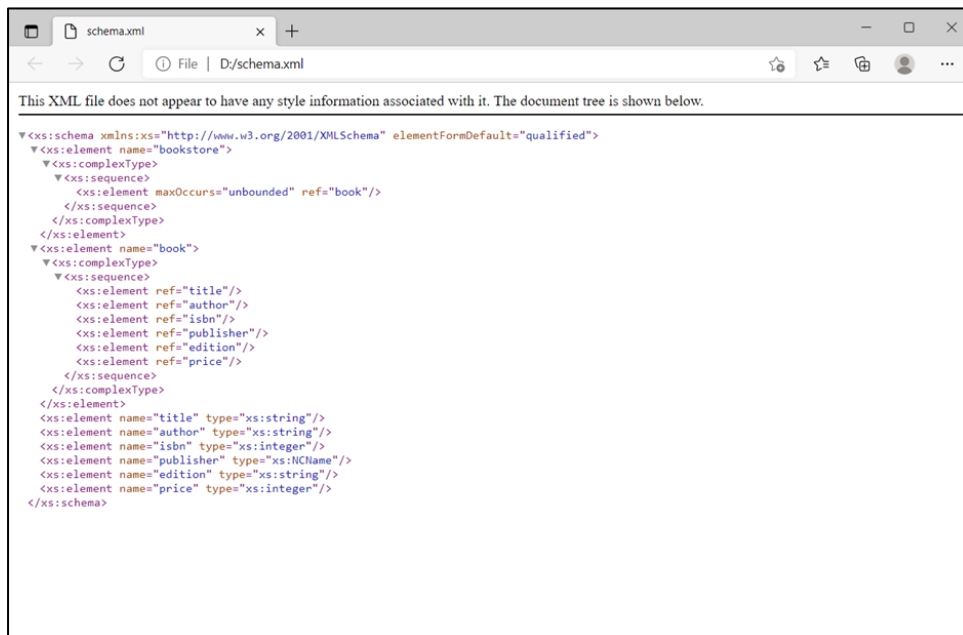 schema.xml
File | D:/schema.xml
This XML file does not appear to have any style information associated with it. The document tree is shown below.
▼<xs:schema xmlns:xs="http://www.w3.org/2001/XMLSchema" elementFormDefault="qualified">
▼<xs:element name="bookstore">
▼<xs:complexType>
▼<xs:sequence>
<xs:element maxOccurs="unbounded" ref="book"/>
</xs:sequence>
</xs:complexType>
</xs:element>
▼<xs:element name="book">
▼<xs:complexType>
▼<xs:sequence>
<xs:element ref="title"/>
<xs:element ref="author"/>
<xs:element ref="isbn"/>
<xs:element ref="publisher"/>
<xs:element ref="edition"/>
<xs:element ref="price"/>
</xs:sequence>
</xs:complexType>
</xs:element>
<xs:element name="title" type="xs:string"/>
<xs:element name="author" type="xs:string"/>
<xs:element name="isbn" type="xs:integer"/>
<xs:element name="publisher" type="xs:NCName"/>
<xs:element name="edition" type="xs:string"/>
<xs:element name="price" type="xs:integer"/>
</xs:schema>